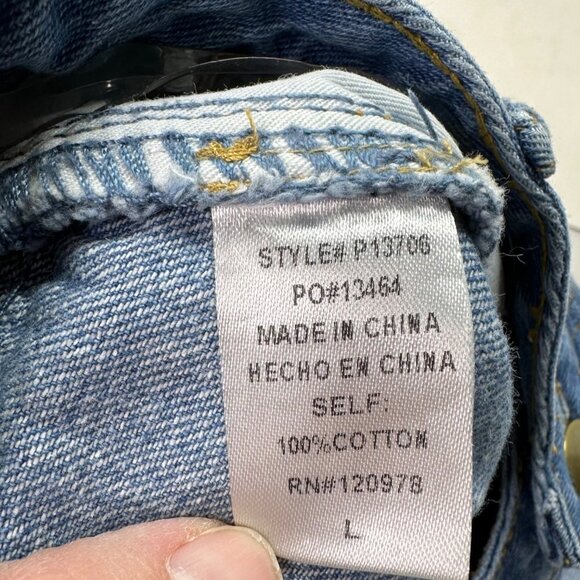 STYLE# P13706
PO#13464
MADE IN CHINA
HECHO EN CHINA
SELF:
100%COTTON
RN#120978
L